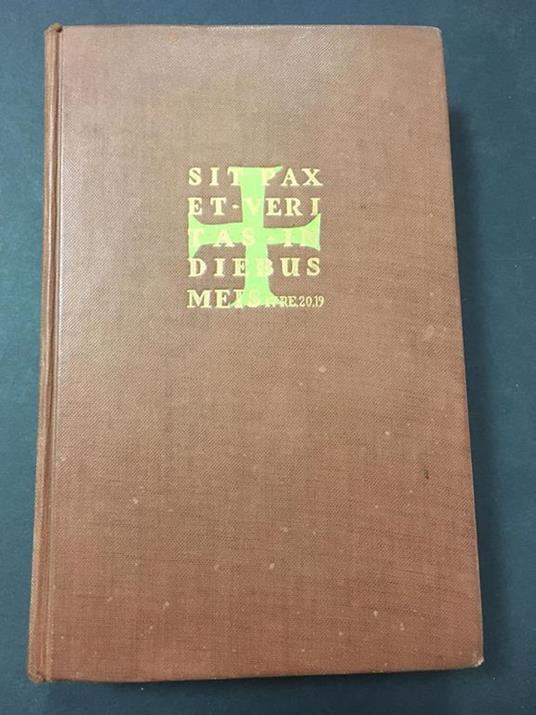 SIT PAX
ET-VERI
TAS-IN
DIEBUS
MEIS IV RE.20.19